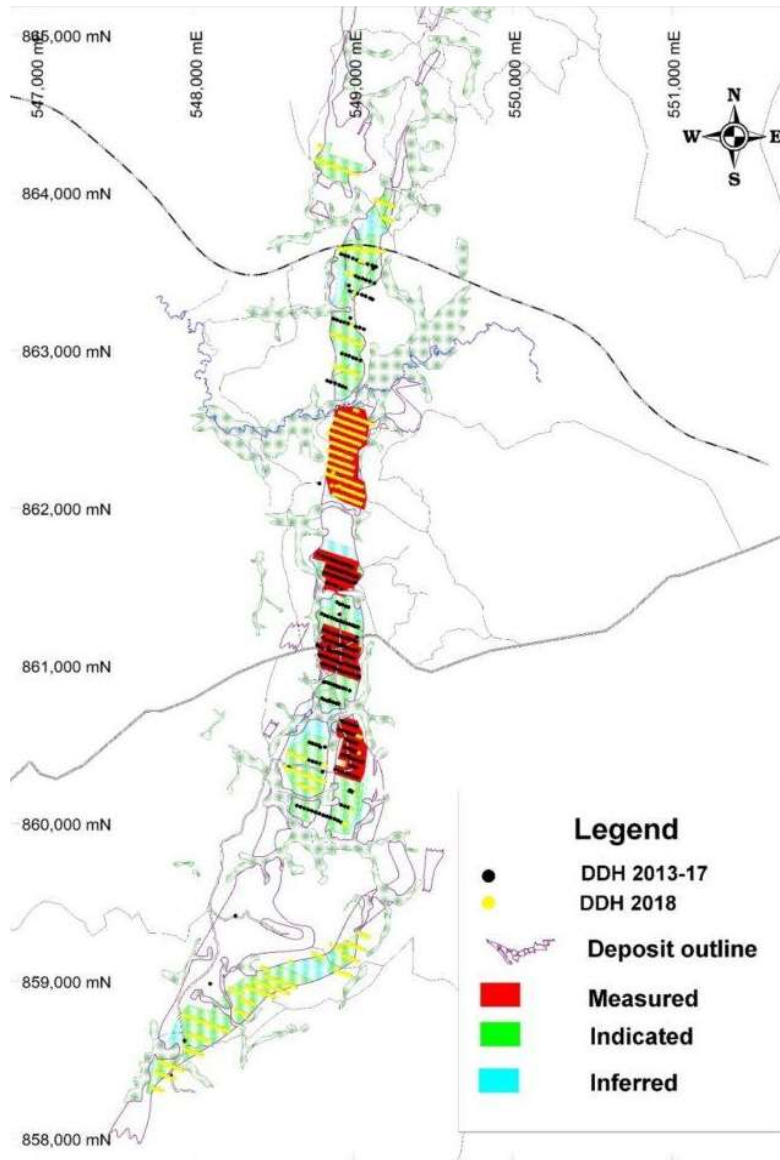 865,000 mN
547,000 mE
548,000 mE
549,000 mE
550,000 mE
551,000 mE
N
W
E
S
864,000 mN
863,000 mN
862,000 mN
861,000 mN
860,000 mN
859,000 mN
858,000 mN
Legend
DDH 2013-17
DDH 2018
Deposit outline
Measured
Indicated
Inferred